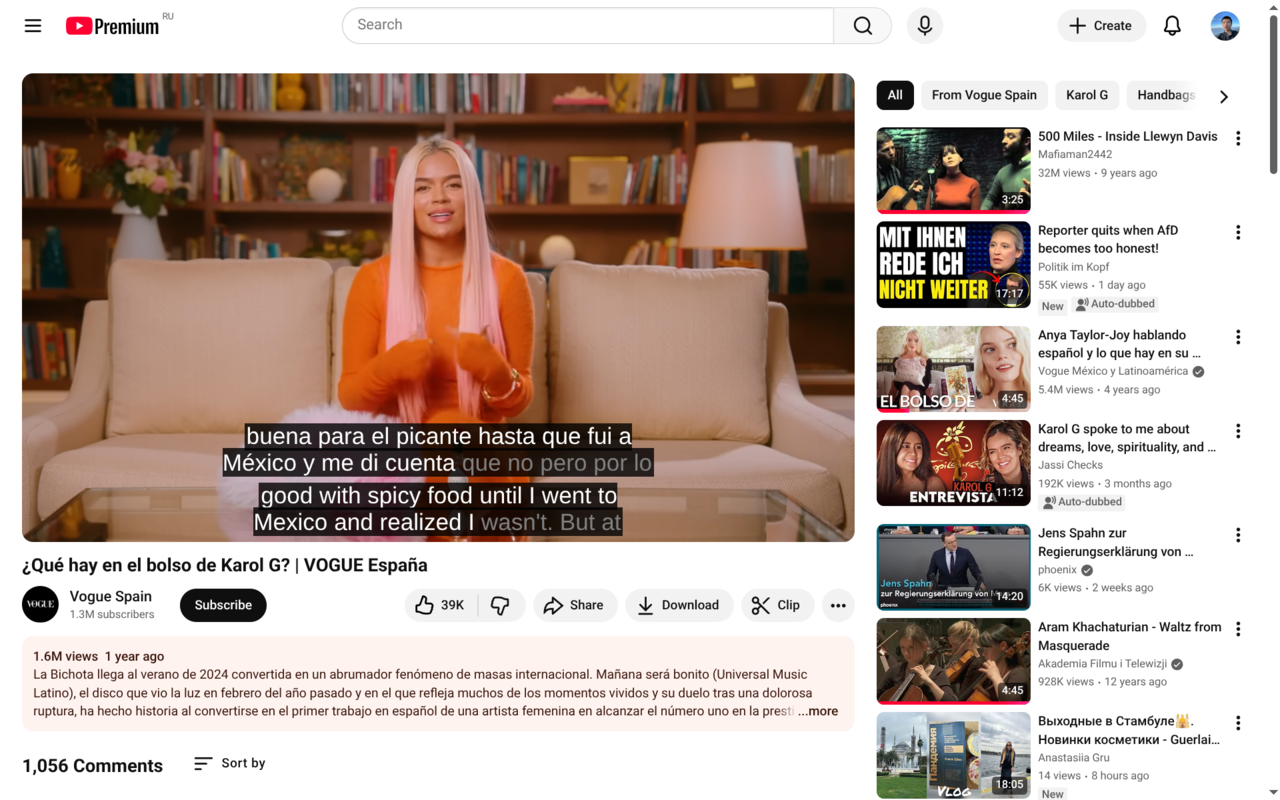 Premium RU
Search
Create
buena para el picante hasta que fui a
México y me di cuenta que no pero por lo
good with spicy food until I went to
Mexico and realized I wasn't. But at
¿Qué hay en el bolso de Karol G? | VOGUE España
VOGUE
Vogue Spain
1.3M subscribers
Subscribe
39K
Share
Download
Clip
1.6M views 1 year ago
La Bichota llega al verano de 2024 convertida en un abrumador fenómeno de masas internacional. Mañana será bonito (Universal Music
Latino), el disco que vio la luz en febrero del año pasado y en el que refleja muchos de los momentos vividos y su duelo tras una dolorosa
ruptura, ha hecho historia al convertirse en el primer trabajo en español de una artista femenina en alcanzar el número uno en la presti ...more
1,056 Comments
Sort by
All
From Vogue Spain
Karol G
Handbags
3:25
500 Miles - Inside Llewyn Davis
Mafiaman2442
32M views • 9 years ago
MIT IHNEN
REDE ICH
NICHT WEITER
17:17
Reporter quits when AfD
becomes too honest!
Politik im Kopf
55K views • 1 day ago
New
Auto-dubbed
EL BOLSO DE
4:45
Anya Taylor-Joy hablando
español y lo que hay en su ...
Vogue México y Latinoamérica
5.4M views • 4 years ago
KAROL G
ENTREVISTA
11:12
Karol G spoke to me about
dreams, love, spirituality, and ...
Jassi Checks
192K views • 3 months ago
Auto-dubbed
Jens Spahn
zur Regierungserklärung von
phoenix
14:20
Jens Spahn zur
Regierungserklärung von ...
phoenix
6K views • 2 weeks ago
4:45
Aram Khachaturian - Waltz from
Masquerade
Akademia Filmu i Telewizji
928K views • 12 years ago
Пандемия
VLOG
18:05
Выходные в Стамбуле🕌.
Новинки косметики - Guerlai...
Anastasiia Gru
14 views • 8 hours ago
New